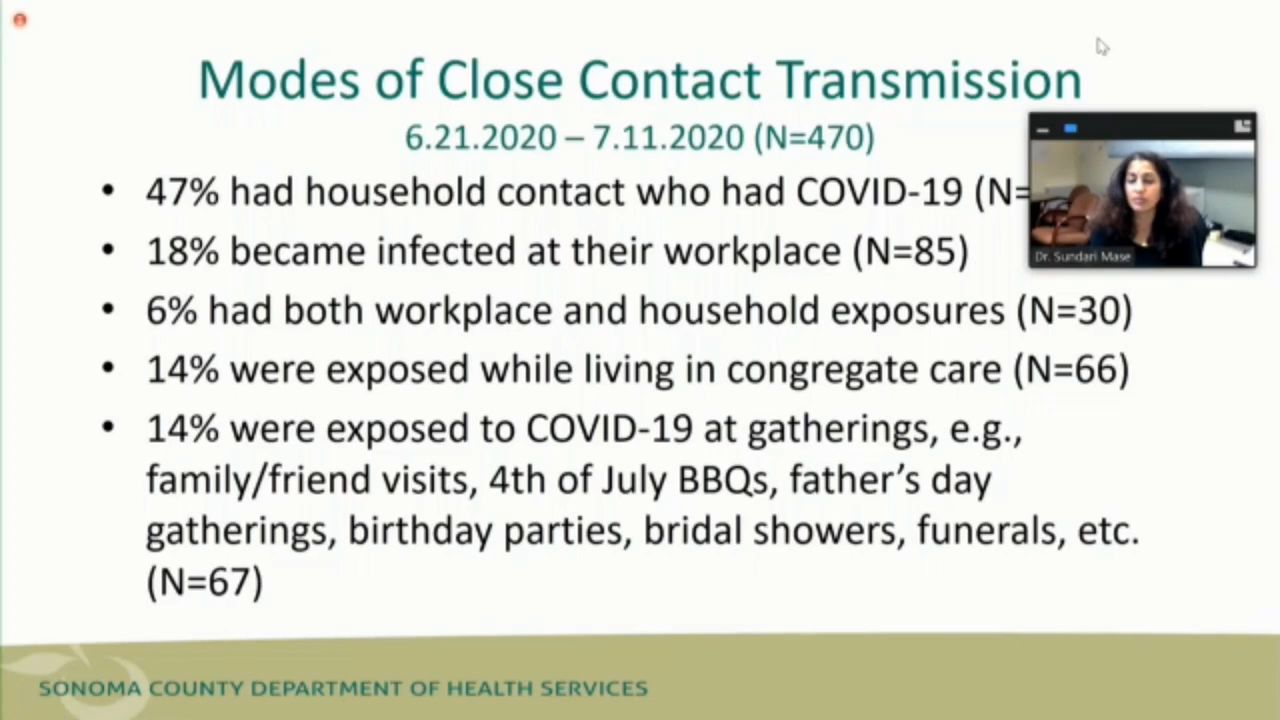 Modes of Close Contact Transmission
6.21.2020 – 7.11.2020 (N=470)
• 47% had household contact who had COVID-19 (N=
• 18% became infected at their workplace (N=85)
• 6% had both workplace and household exposures (N=30)
• 14% were exposed while living in congregate care (N=66)
• 14% were exposed to COVID-19 at gatherings, e.g.,
family/friend visits, 4th of July BBQs, father’s day
gatherings, birthday parties, bridal showers, funerals, etc.
(N=67)
Dr. Sundari Mase
SONOMA COUNTY DEPARTMENT OF HEALTH SERVICES